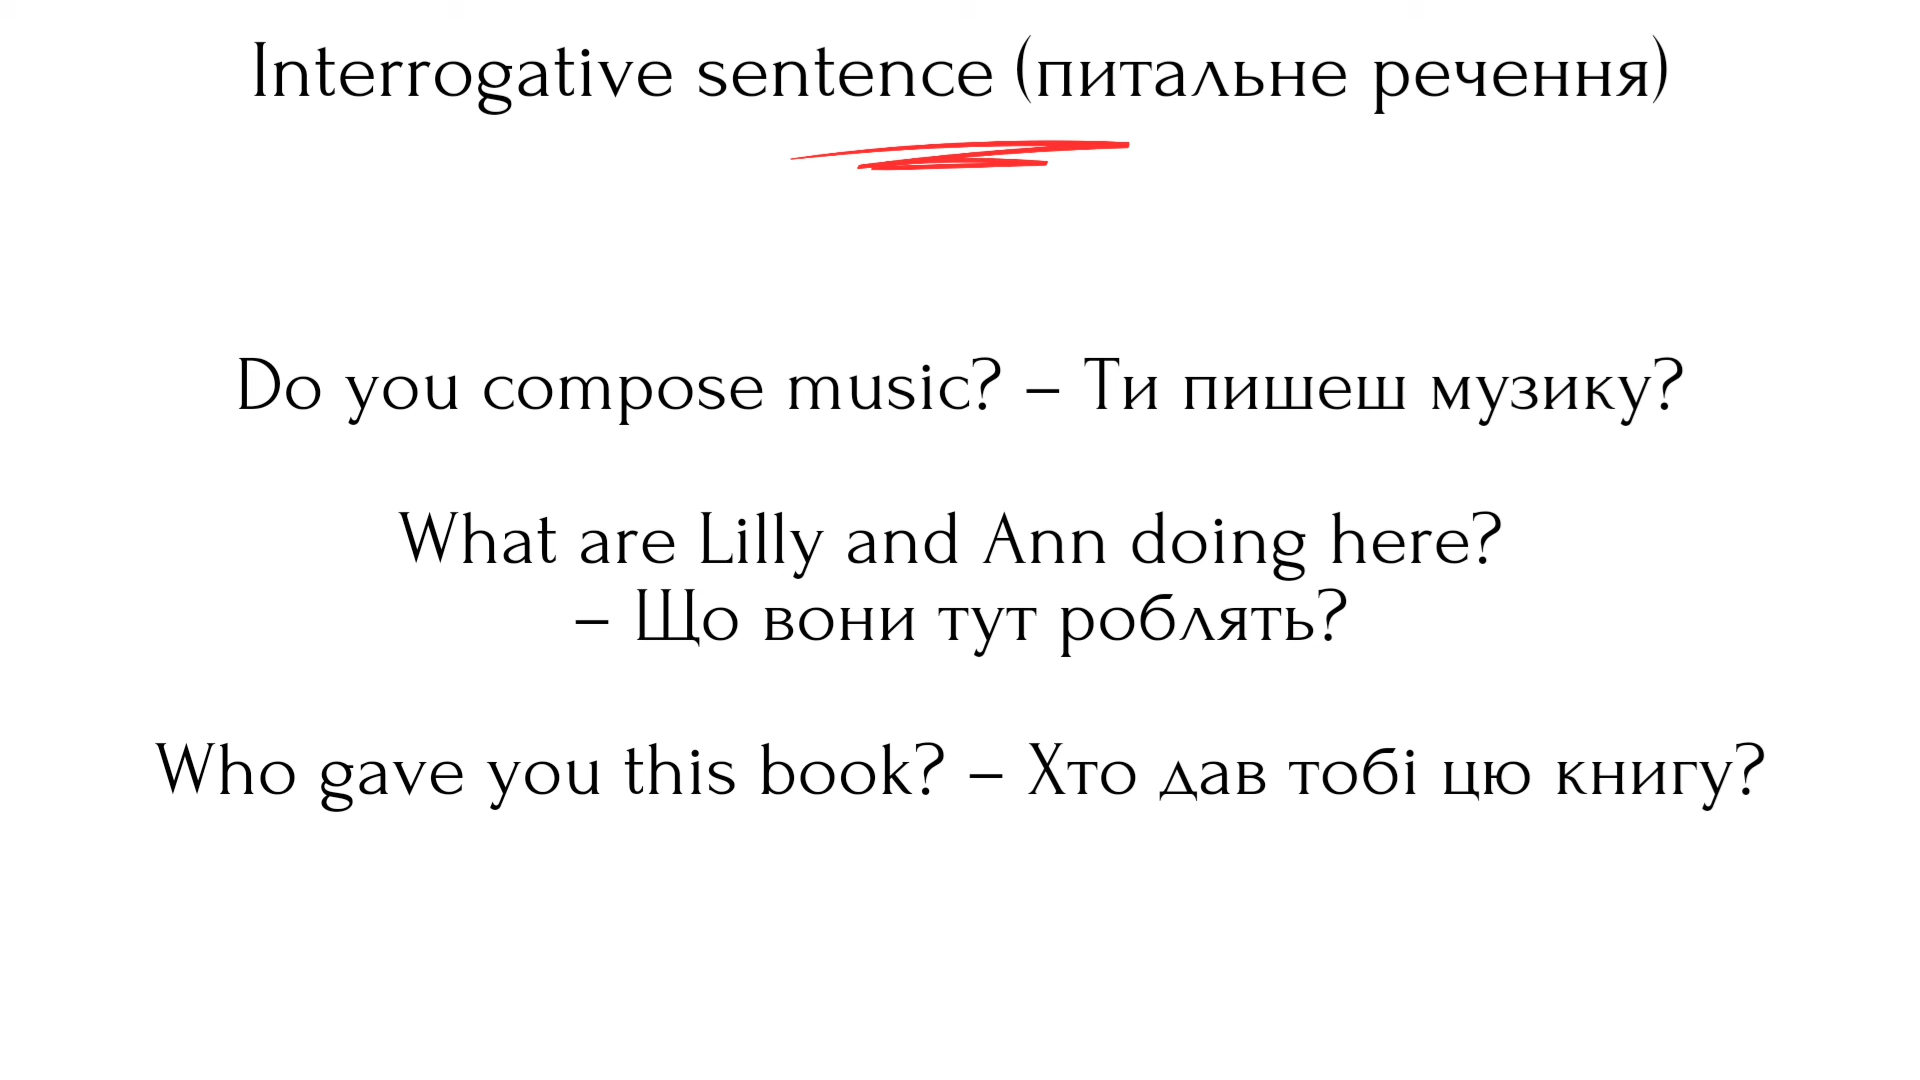 Interrogative sentence (питальне речення)
Do you compose music? – Ти пишеш музику?
What are Lilly and Ann doing here?
– Що вони тут роблять?
Who gave you this book? – Хто дав тобі цю книгу?